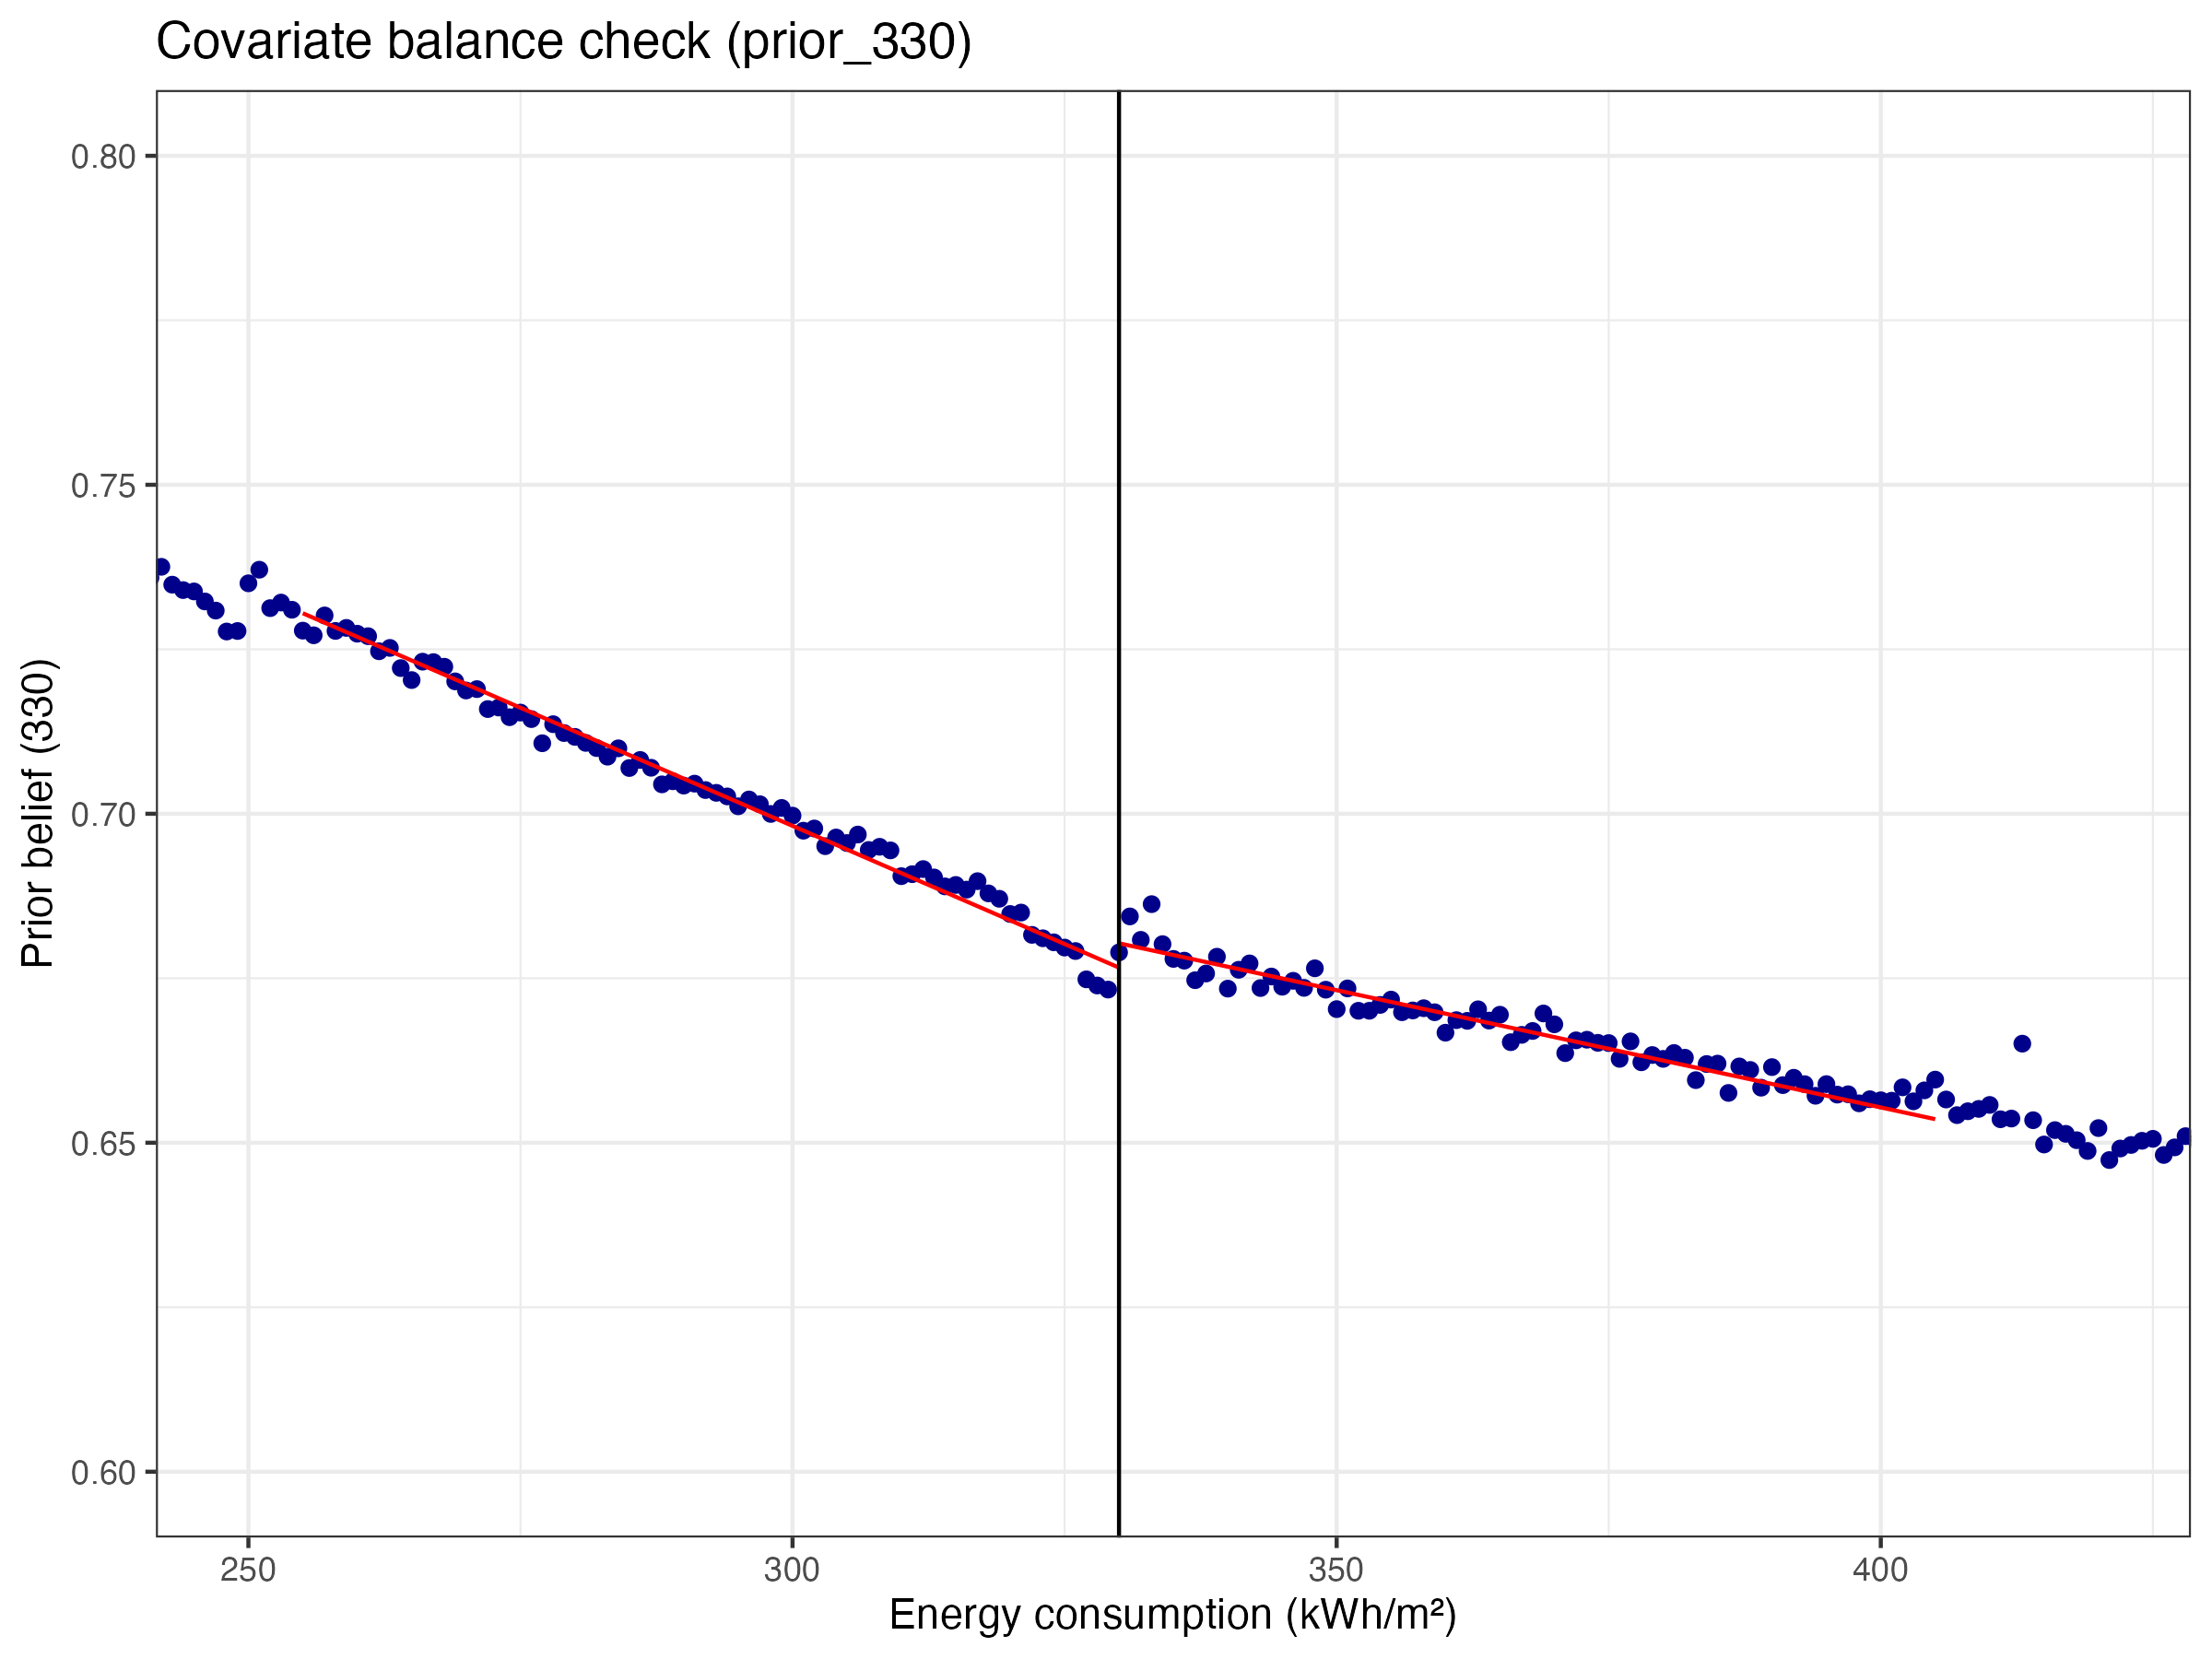 Covariate balance check (prior_330)
0.80
0.75
0.70
0.65
0.60
Prior belief (330)
250 300 350 400
Energy consumption (kWh/m²)